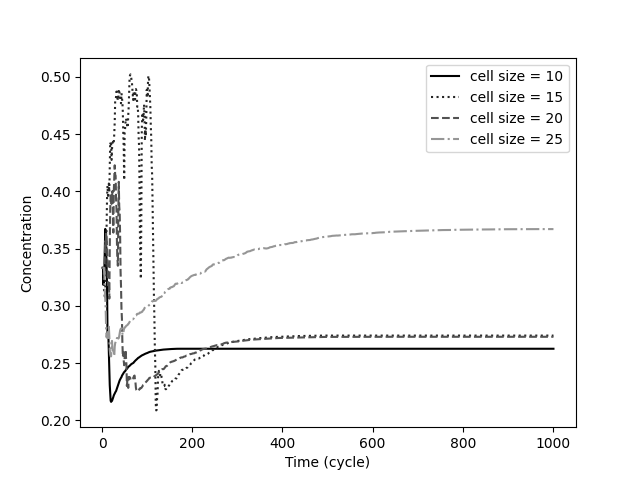 0.50
0.45
0.40
0.35
0.30
0.25
0.20
Concentration
cell size = 10
cell size = 15
cell size = 20
cell size = 25
0 200 400 600 800 1000
Time (cycle)